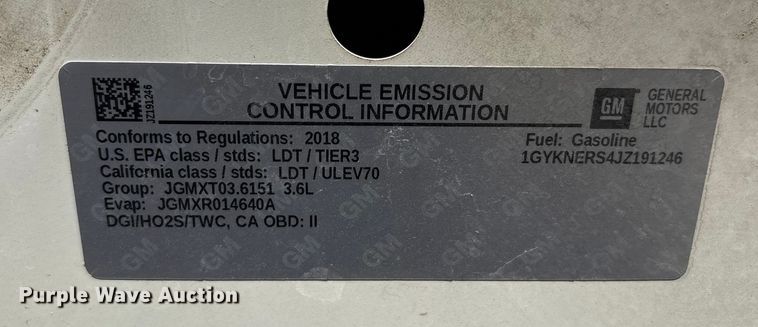 JZ191246
VEHICLE EMISSION
CONTROL INFORMATION
GM
GENERAL
MOTORS
LLC
Conforms to Regulations: 2018
U.S. EPA class / stds: LDT / TIER3
California class / stds: LDT / ULEV70
Group: JGMXT03.6151 3.6L
Evap: JGMXR014640A
DGI/HO2S/TWC, CA OBD: II
Fuel: Gasoline
1GYKNERS4JZ191246
Purple Wave Auction